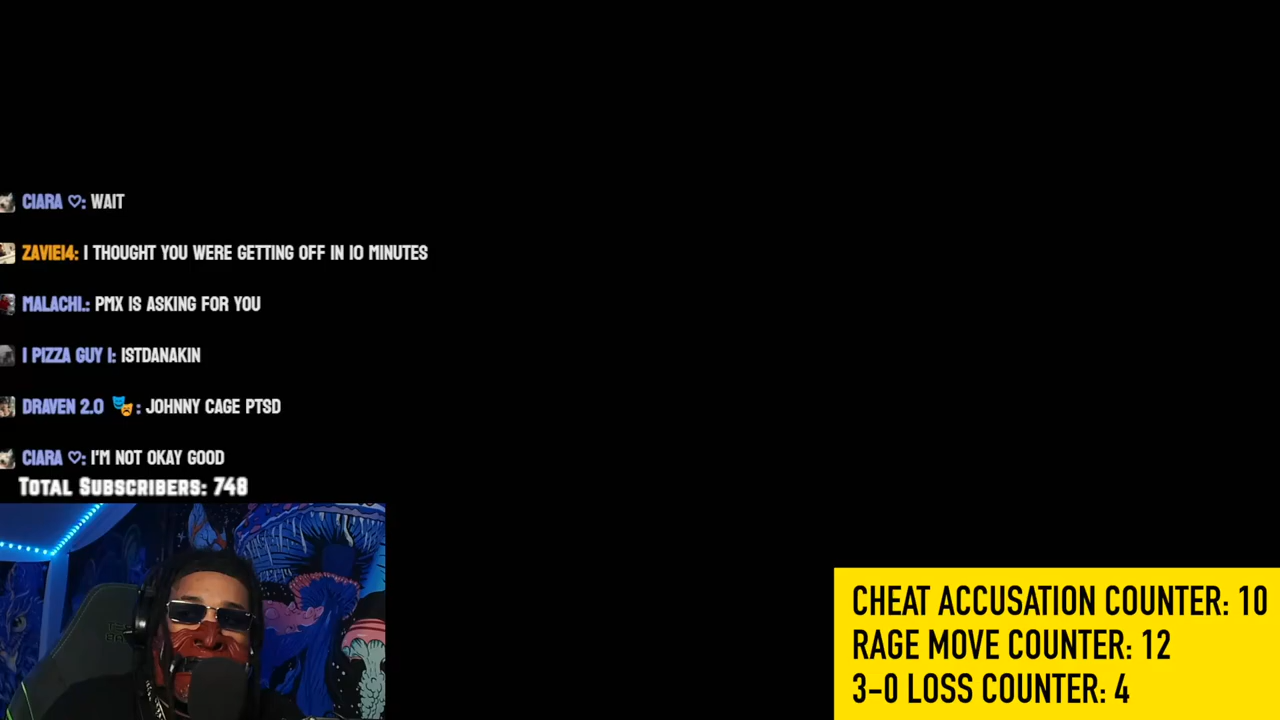 CIARA ♡: WAIT
ZAVIE14: I THOUGHT YOU WERE GETTING OFF IN 10 MINUTES
MALACHI.: PMX IS ASKING FOR YOU
I PIZZA GUY I: ISTDANAKIN
DRAVEN 2.0 🎭: JOHNNY CAGE PTSD
CIARA ♡: I'M NOT OKAY GOOD
TOTAL SUBSCRIBERS: 748
CHEAT ACCUSATION COUNTER: 10
RAGE MOVE COUNTER: 12
3-0 LOSS COUNTER: 4